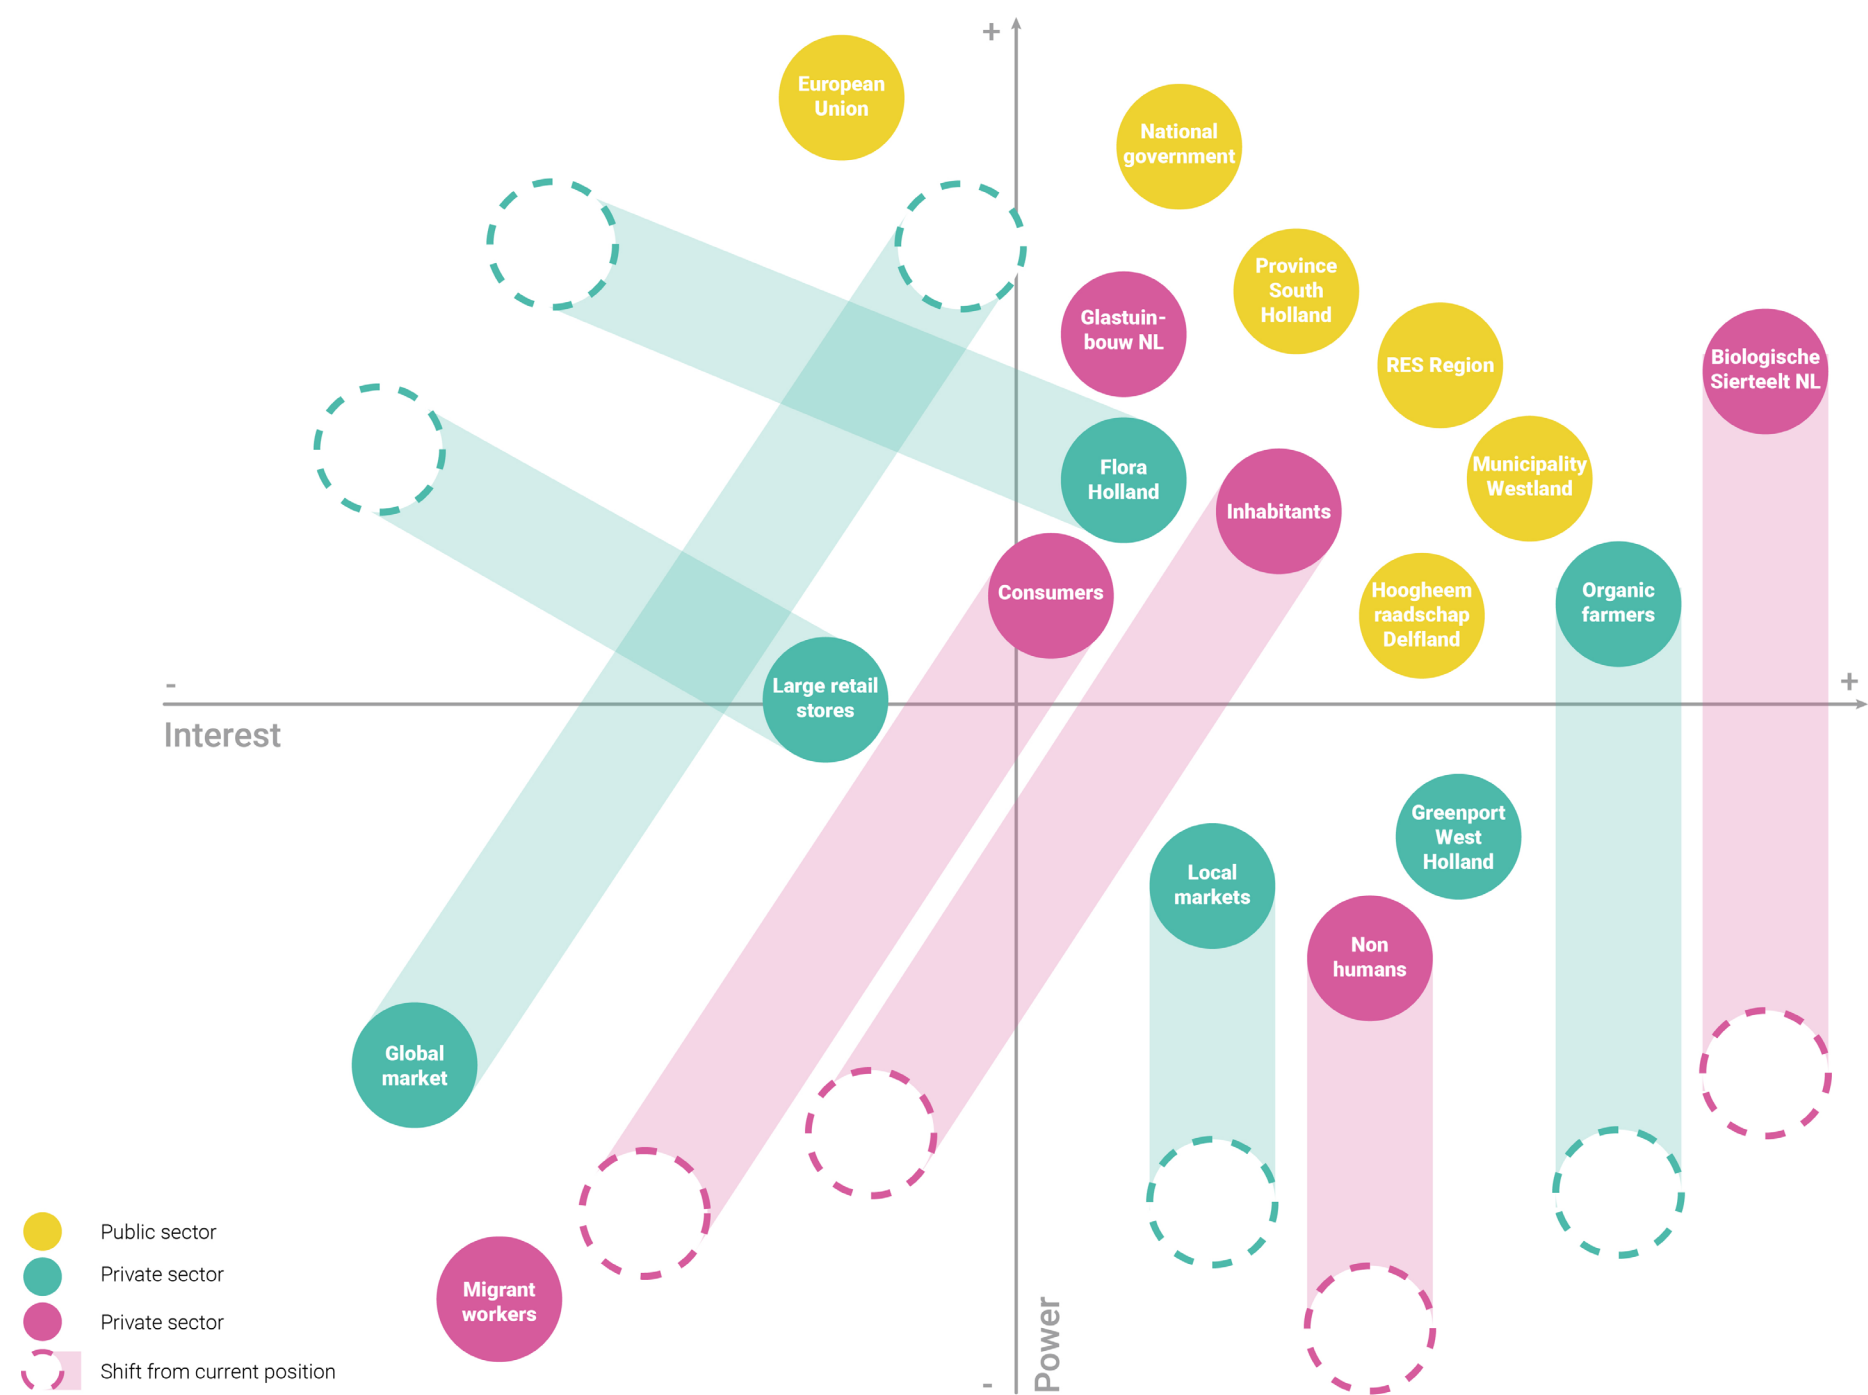 +
European
Union
National
government
Province
South
Holland
Glastuin-
bouw NL
RES Region
Biologische
Sierteelt NL
Flora
Holland
Municipality
Westland
Inhabitants
Consumers
Hoogheem
raadschap
Delfland
Organic
farmers
Large retail
stores
-
+
Interest
Greenport
West
Holland
Local
markets
Non
humans
Global
market
Migrant
workers
Power
-
Public sector
Private sector
Private sector
Shift from current position